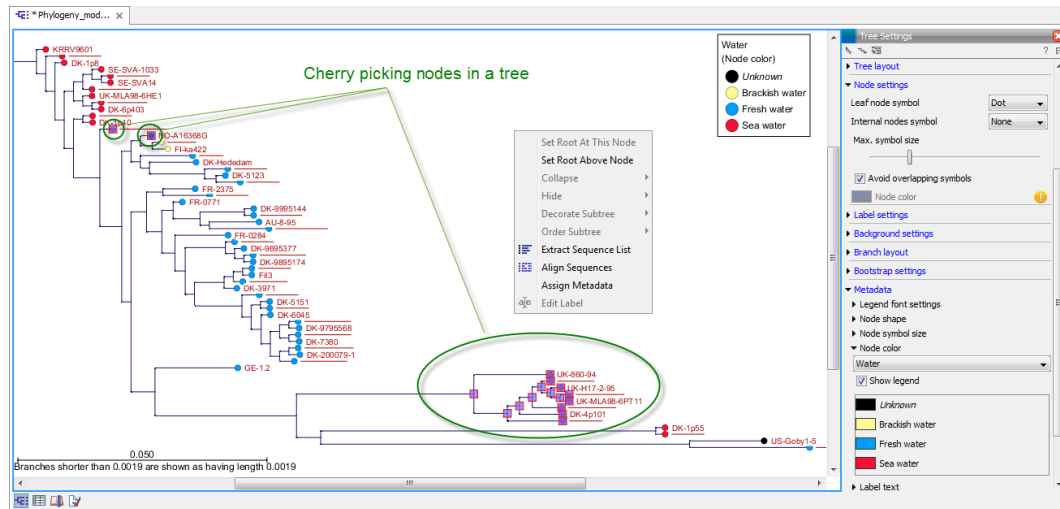 * Phylogeny_mod...
KRRV9601
DK-1p8
SE-SVA-1033
SE-SVA14
UK-MLA98-6HE1
DK-6p403
NO-A16368G
FI-ka422
DK-Hededam
DK-5123
FR-2375
FR-0771
DK-9995144
AU-8-95
FR-0284
DK-9695377
DK-9895174
Fil3
DK-3971
DK-5151
DK-6045
DK-9795568
DK-7380
DK-200079-1
GE-1.2
UK-860-94
UK-H17-2-95
UK-MLA98-6PT11
DK-4p101
DK-1p55
US-Goby1-5
0.050
Branches shorter than 0.0019 are shown as having length 0.0019
Cherry picking nodes in a tree
Water
(Node color)
Unknown
Brackish water
Fresh water
Sea water
Set Root At This Node
Set Root Above Node
Collapse
Hide
Decorate Subtree
Order Subtree
Extract Sequence List
Align Sequences
Assign Metadata
Edit Label
Tree Settings
?
Tree layout
Node settings
Leaf node symbol Dot
Internal nodes symbol None
Max. symbol size
Avoid overlapping symbols
Node color
Label settings
Background settings
Branch layout
Bootstrap settings
Metadata
Legend font settings
Node shape
Node symbol size
Node color
Water
Show legend
Unknown
Brackish water
Fresh water
Sea water
Label text